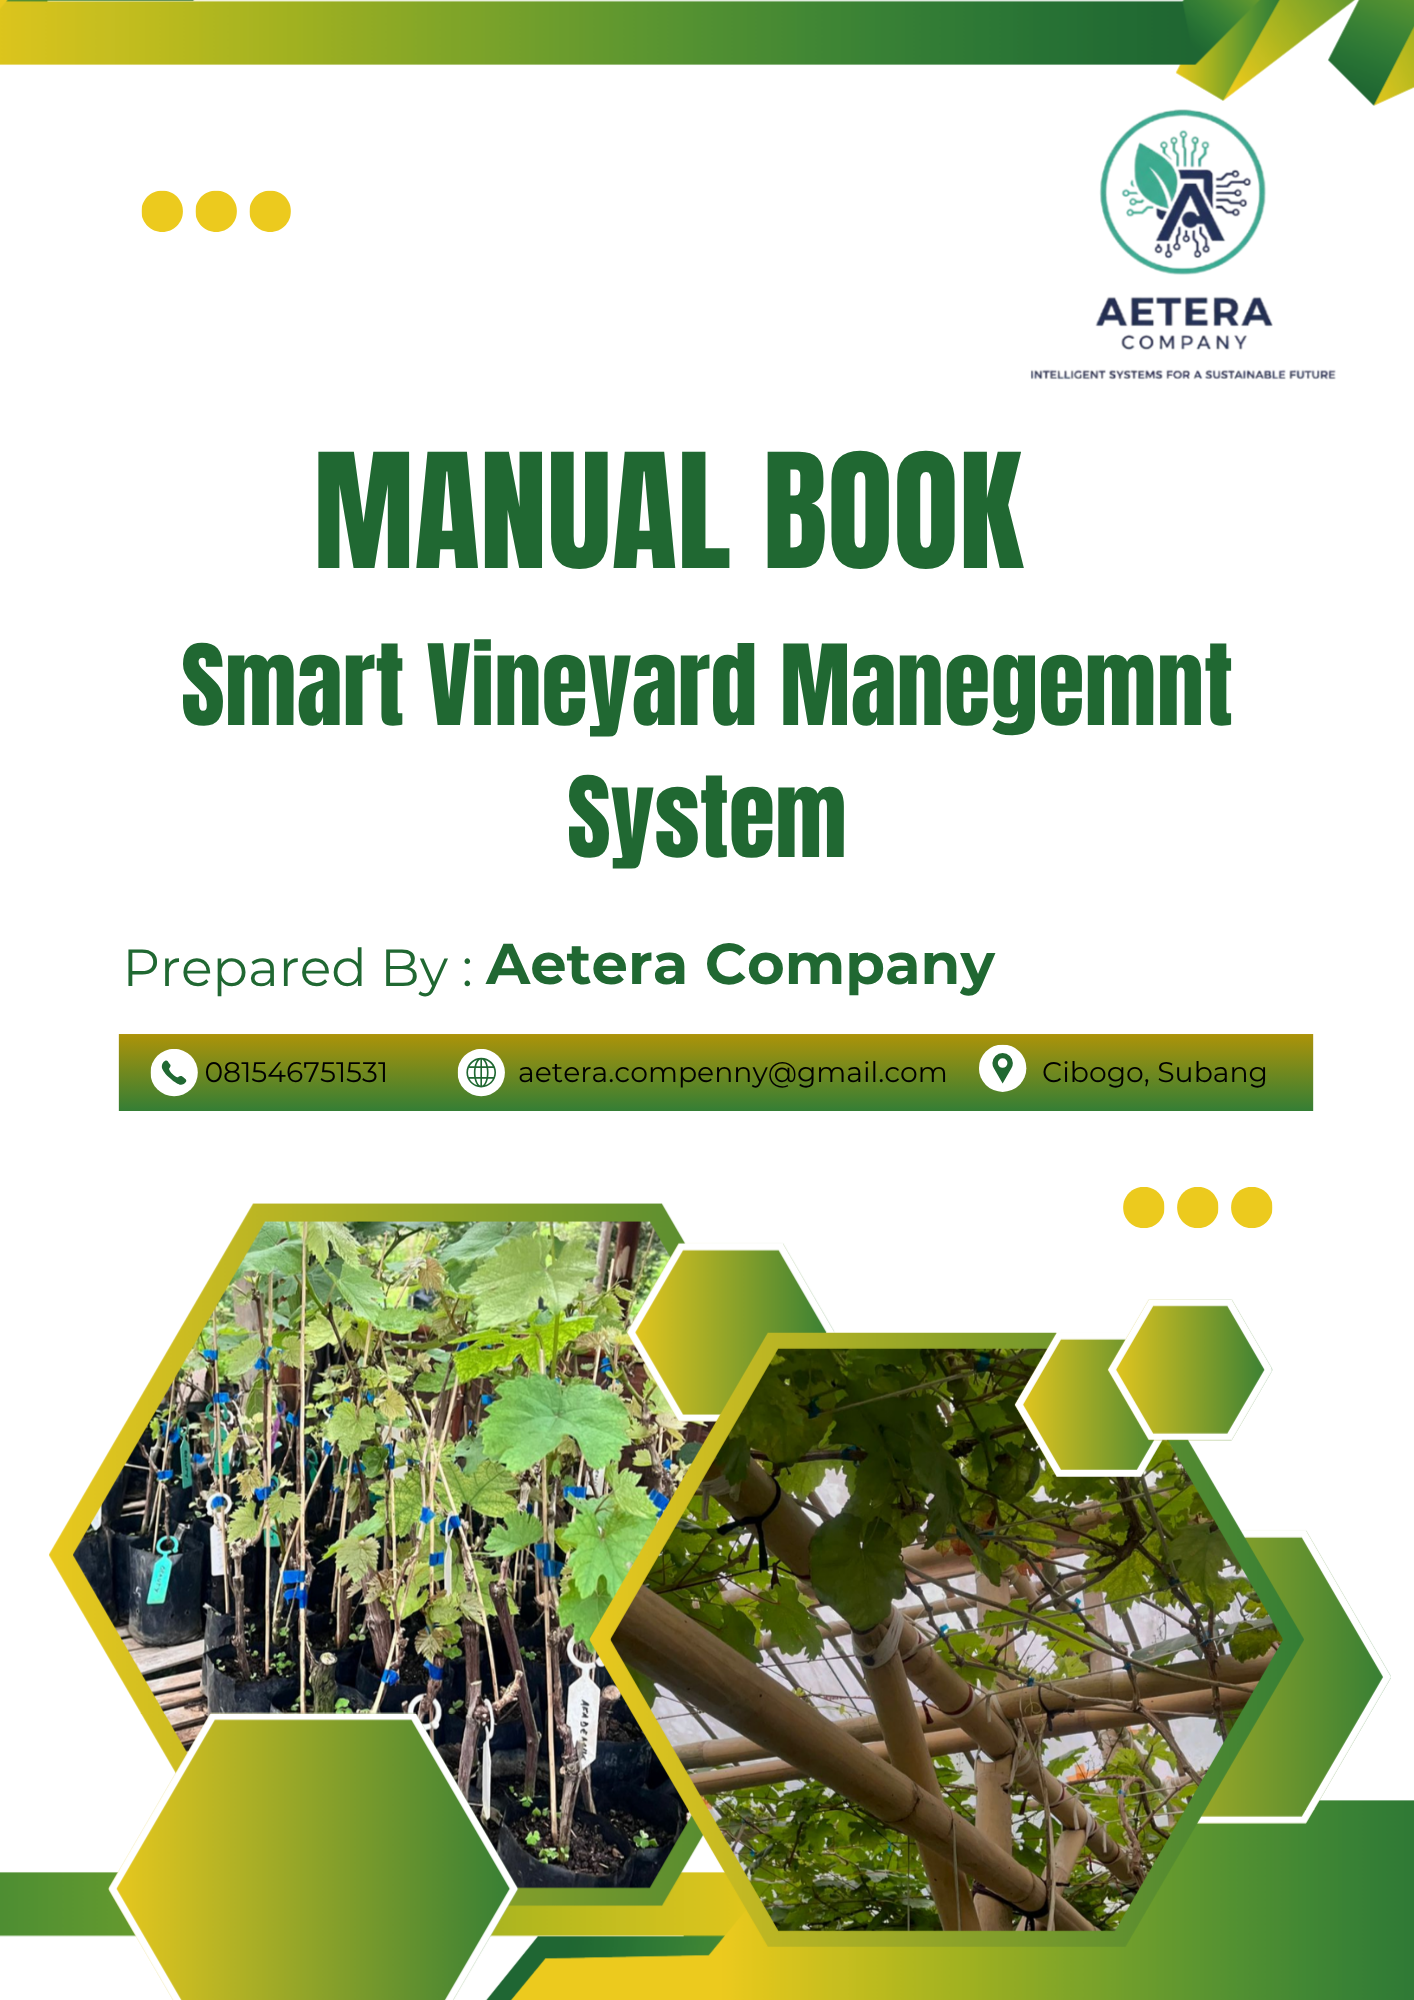 AETERA
COMPANY
INTELLIGENT SYSTEMS FOR A SUSTAINABLE FUTURE
MANUAL BOOK
Smart Vineyard Manegemnt
System
Prepared By : Aetera Company
081546751531 aetera.compenny@gmail.com Cibogo, Subang